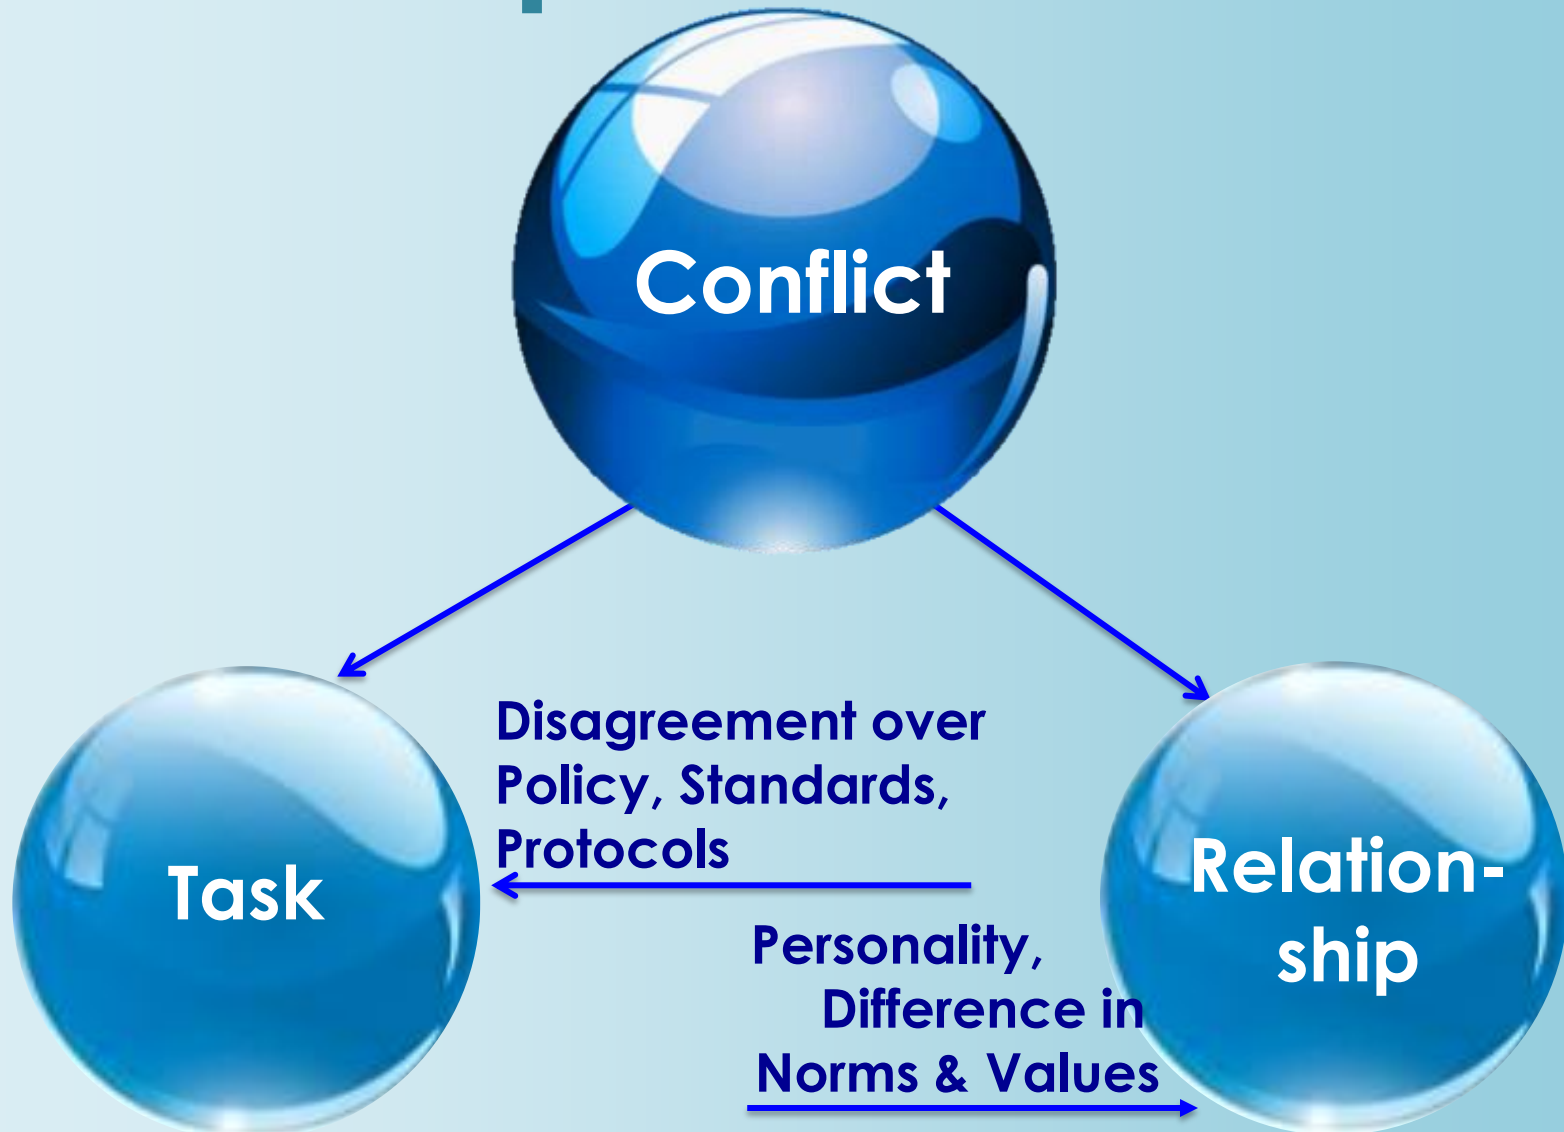 Conflict
Disagreement over
Policy, Standards,
Protocols
Task
Relation-
ship
Personality,
Difference in
Norms & Values